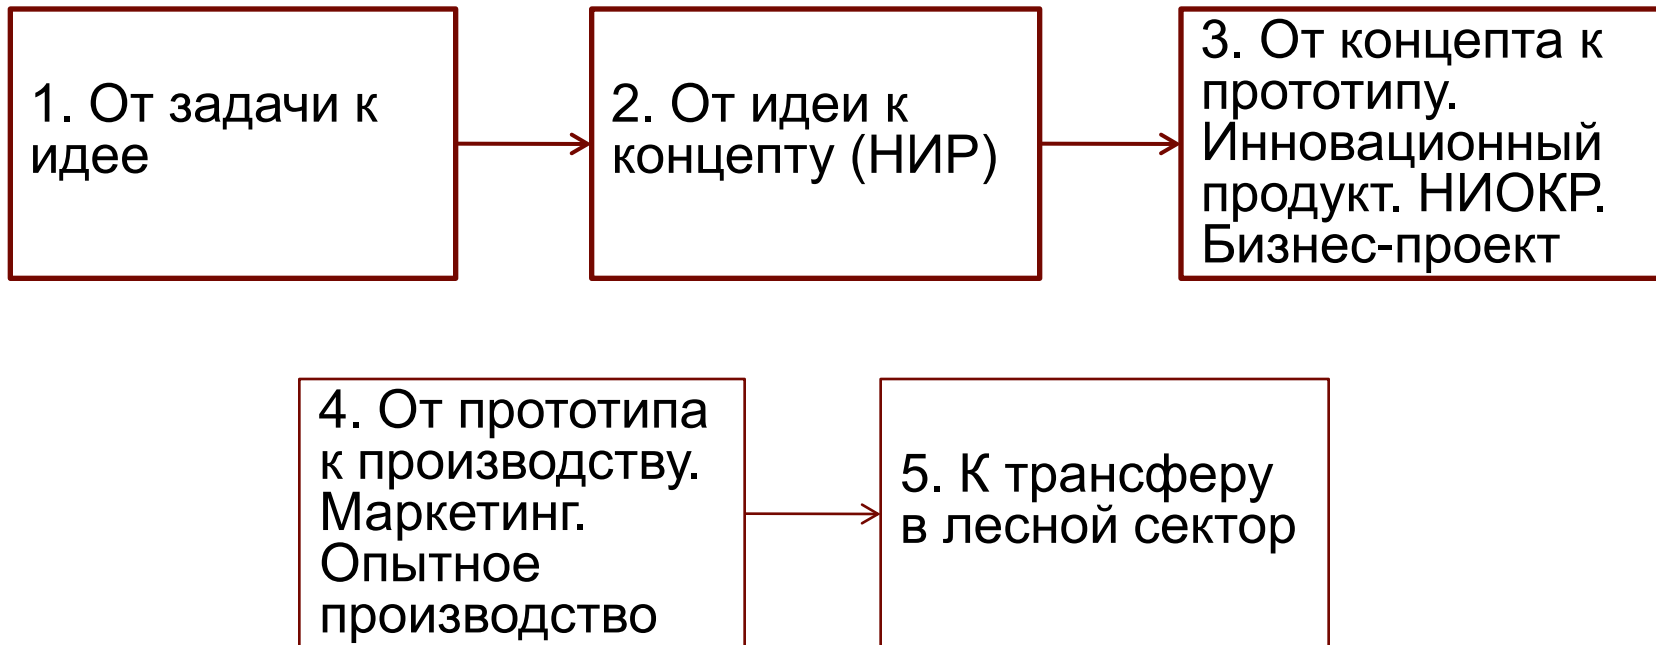 1. От задачи к
идее
2. От идеи к
концепту (НИР)
3. От концепта к
прототипу.
Инновационный
продукт. НИОКР.
Бизнес-проект
4. От прототипа
к производству.
Маркетинг.
Опытное
производство
5. К трансферу
в лесной сектор